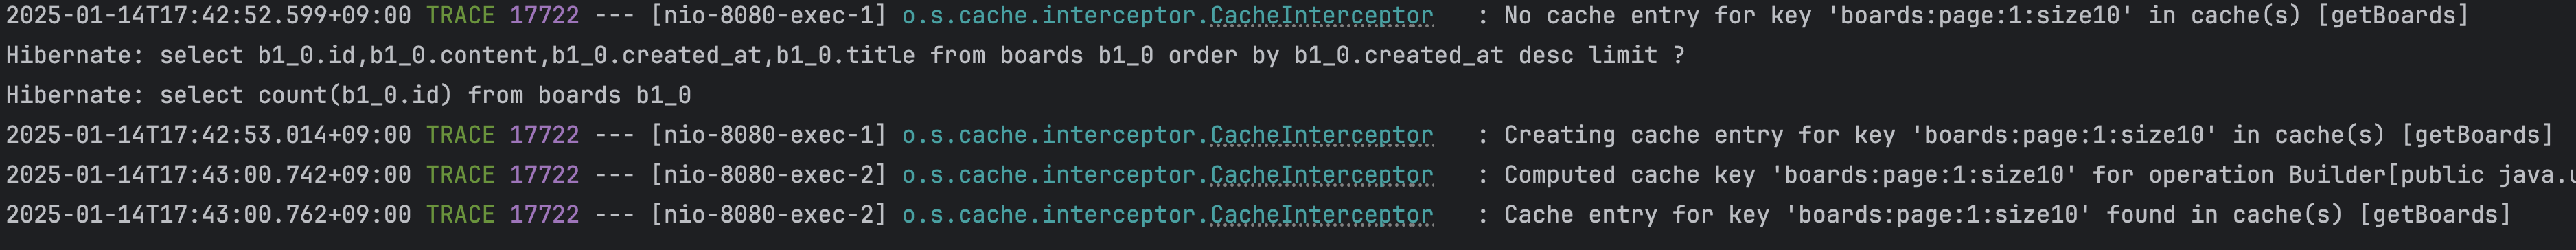 2025-01-14T17:42:52.599+09:00 TRACE 17722 --- [nio-8080-exec-1] o.s.cache.interceptor.CacheInterceptor : No cache entry for key 'boards:page:1:size10' in cache(s) [getBoards]
Hibernate: select b1_0.id,b1_0.content,b1_0.created_at,b1_0.title from boards b1_0 order by b1_0.created_at desc limit ?
Hibernate: select count(b1_0.id) from boards b1_0
2025-01-14T17:42:53.014+09:00 TRACE 17722 --- [nio-8080-exec-1] o.s.cache.interceptor.CacheInterceptor : Creating cache entry for key 'boards:page:1:size10' in cache(s) [getBoards]
2025-01-14T17:43:00.742+09:00 TRACE 17722 --- [nio-8080-exec-2] o.s.cache.interceptor.CacheInterceptor : Computed cache key 'boards:page:1:size10' for operation Builder[public java.u
2025-01-14T17:43:00.762+09:00 TRACE 17722 --- [nio-8080-exec-2] o.s.cache.interceptor.CacheInterceptor : Cache entry for key 'boards:page:1:size10' found in cache(s) [getBoards]